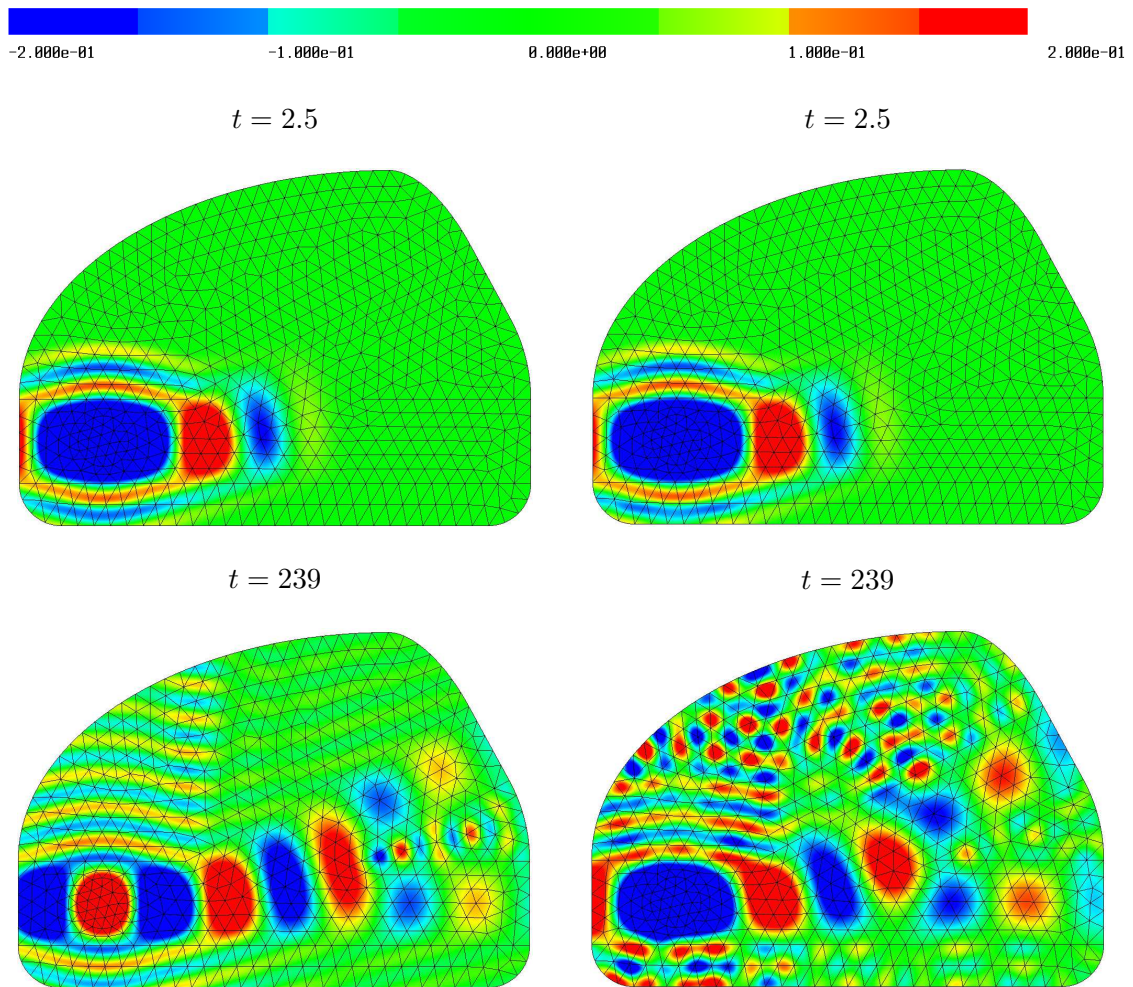 -2.000e-01 -1.000e-01 0.000e+00 1.000e-01 2.000e-01
t = 2.5 t = 2.5
t = 239 t = 239